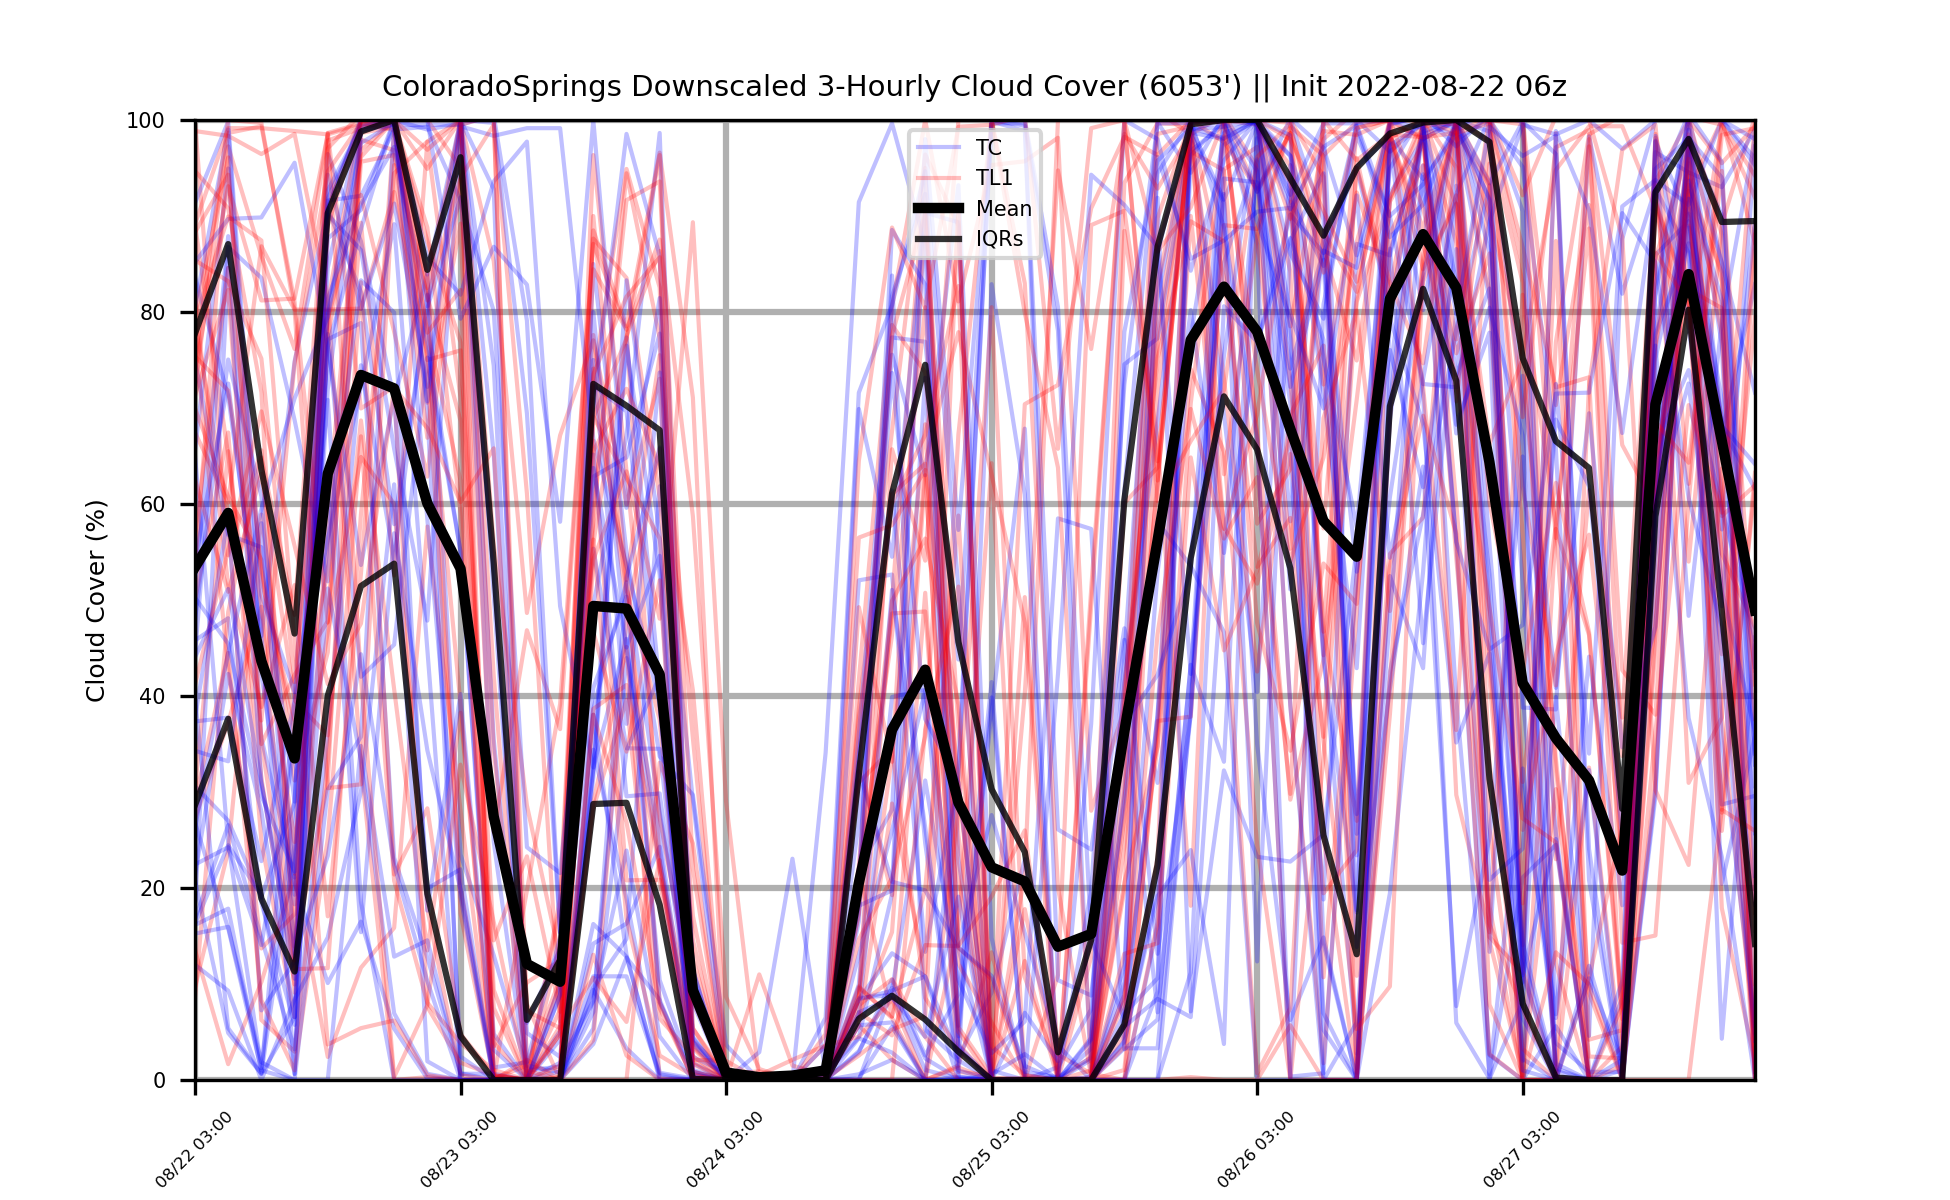 ColoradoSprings Downscaled 3-Hourly Cloud Cover (6053') || Init 2022-08-22 06z
100
80
60
40
20
0
Cloud Cover (%)
TC
TL1
Mean
IQRs
08/22 03:00
08/23 03:00
08/24 03:00
08/25 03:00
08/26 03:00
08/27 03:00